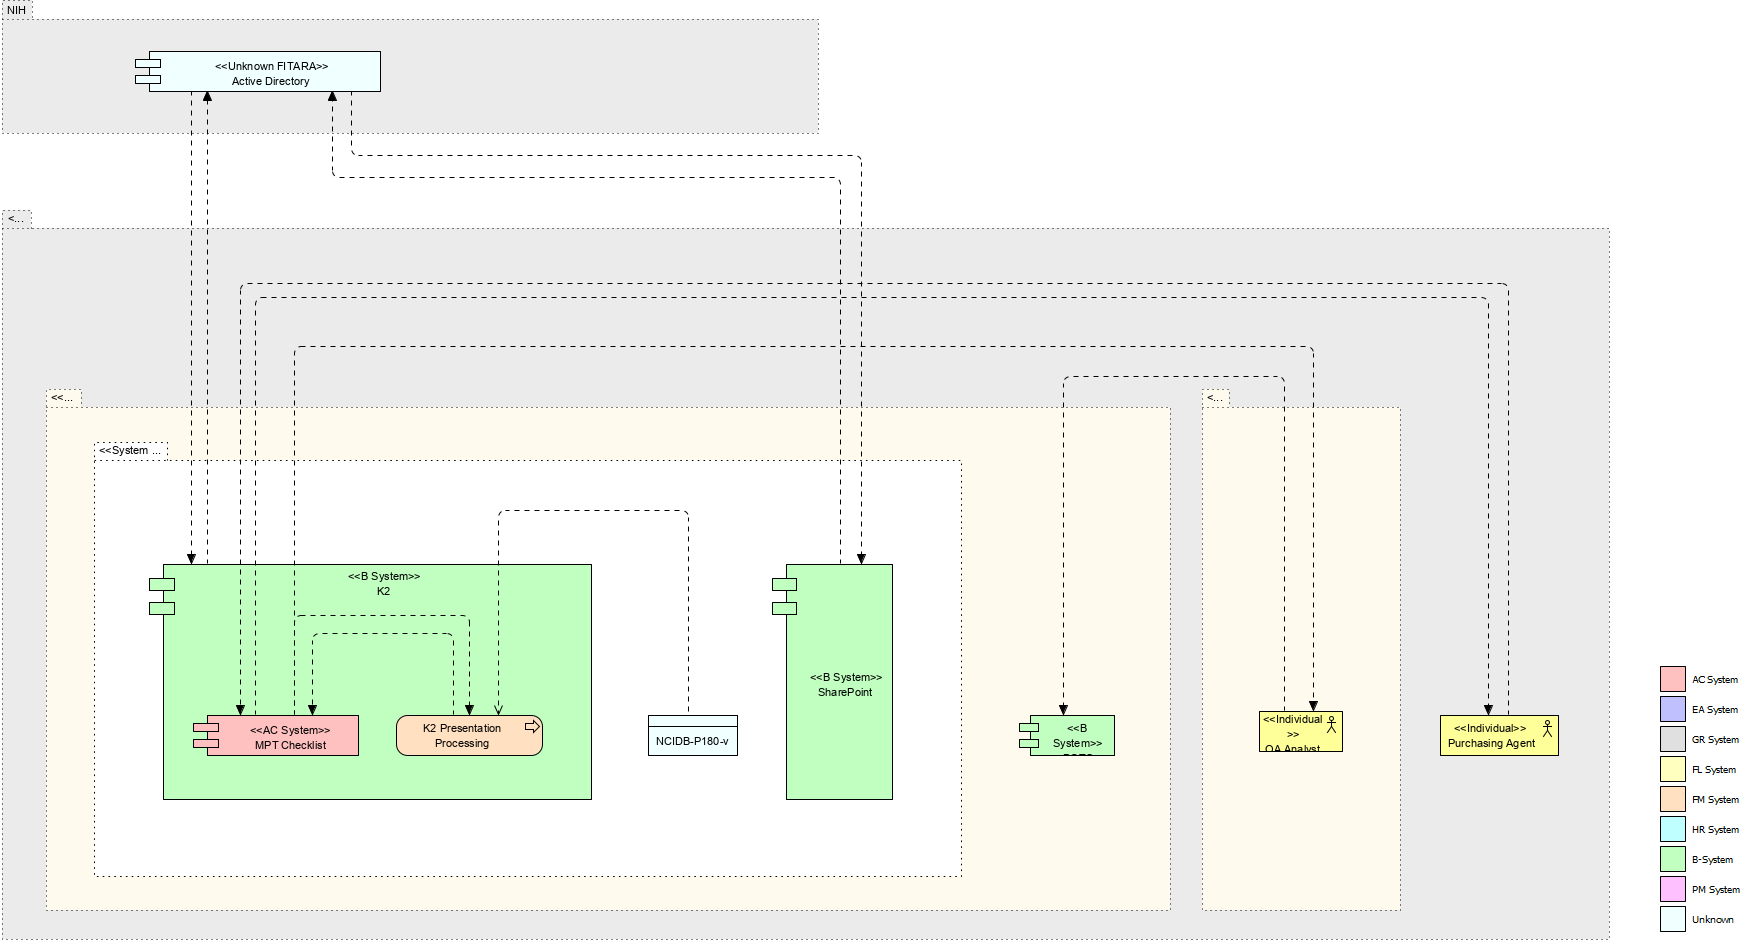 NIH
<<Unknown FITARA>>
Active Directory
<...
<<...
<...
<<System ...
<<B System>>
K2
<<AC System>>
MPT Checklist
K2 Presentation
Processing
NCIDB-P180-v
<<B System>>
SharePoint
<<B
System>>
<<Individual
>>
QA Analyst
<<Individual>>
Purchasing Agent
AC System
EA System
GR System
FL System
FM System
HR System
B-System
PM System
Unknown